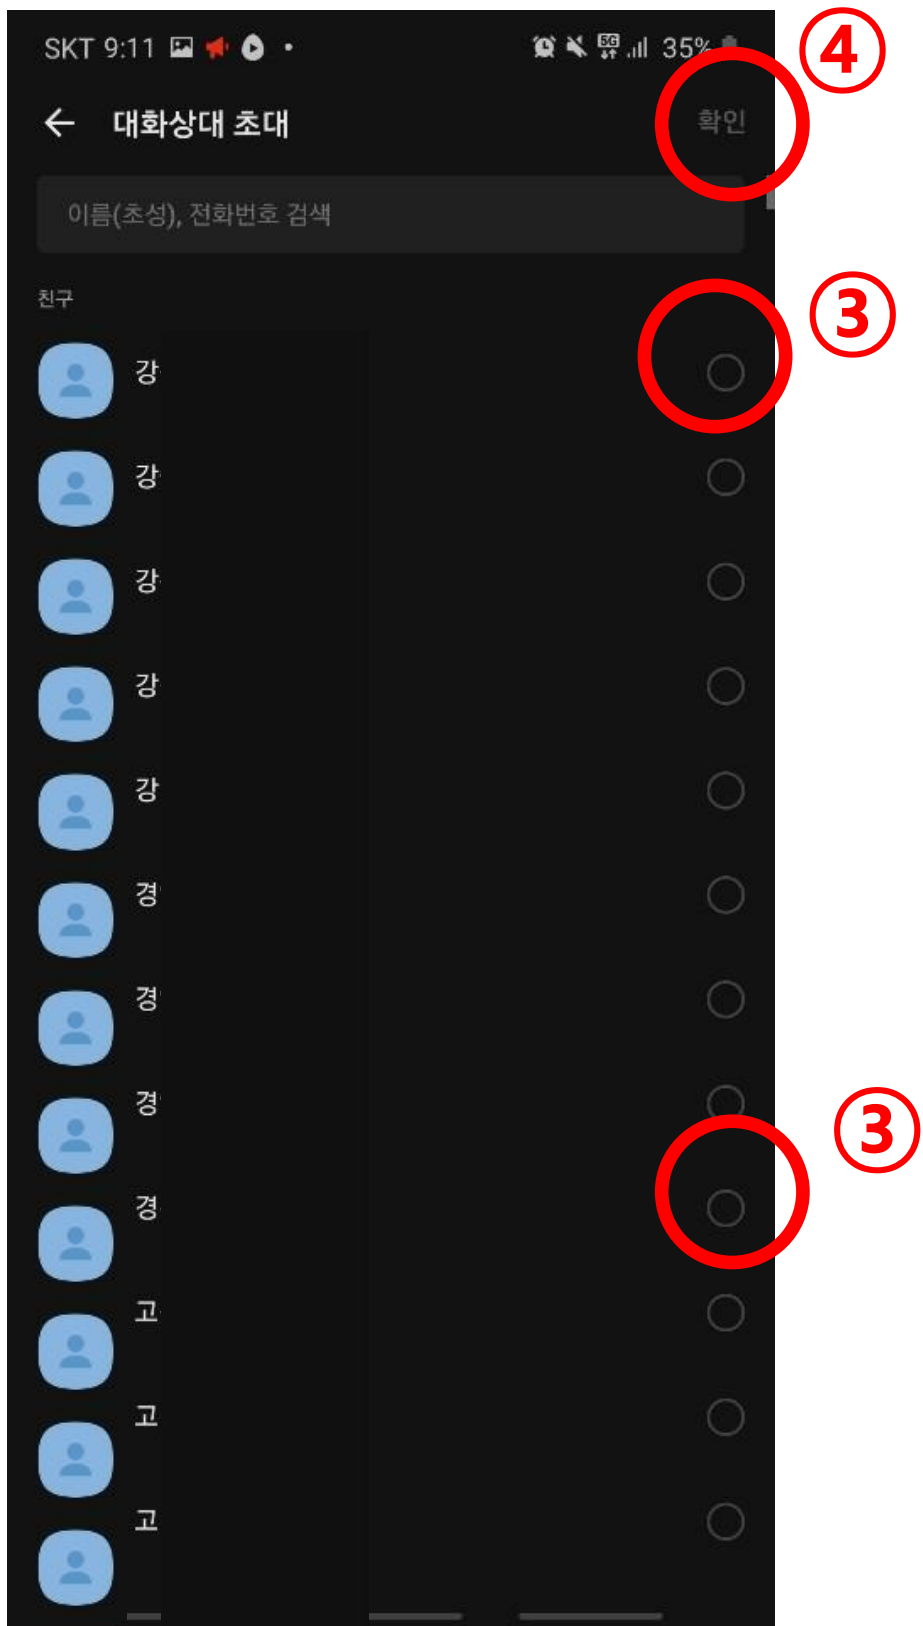 SKT 9:11 35%
④
대화상대 초대 확인
이름(초성), 전화번호 검색
친구
③
강
강
강
강
강
경
경
경
③
경
고
고
고